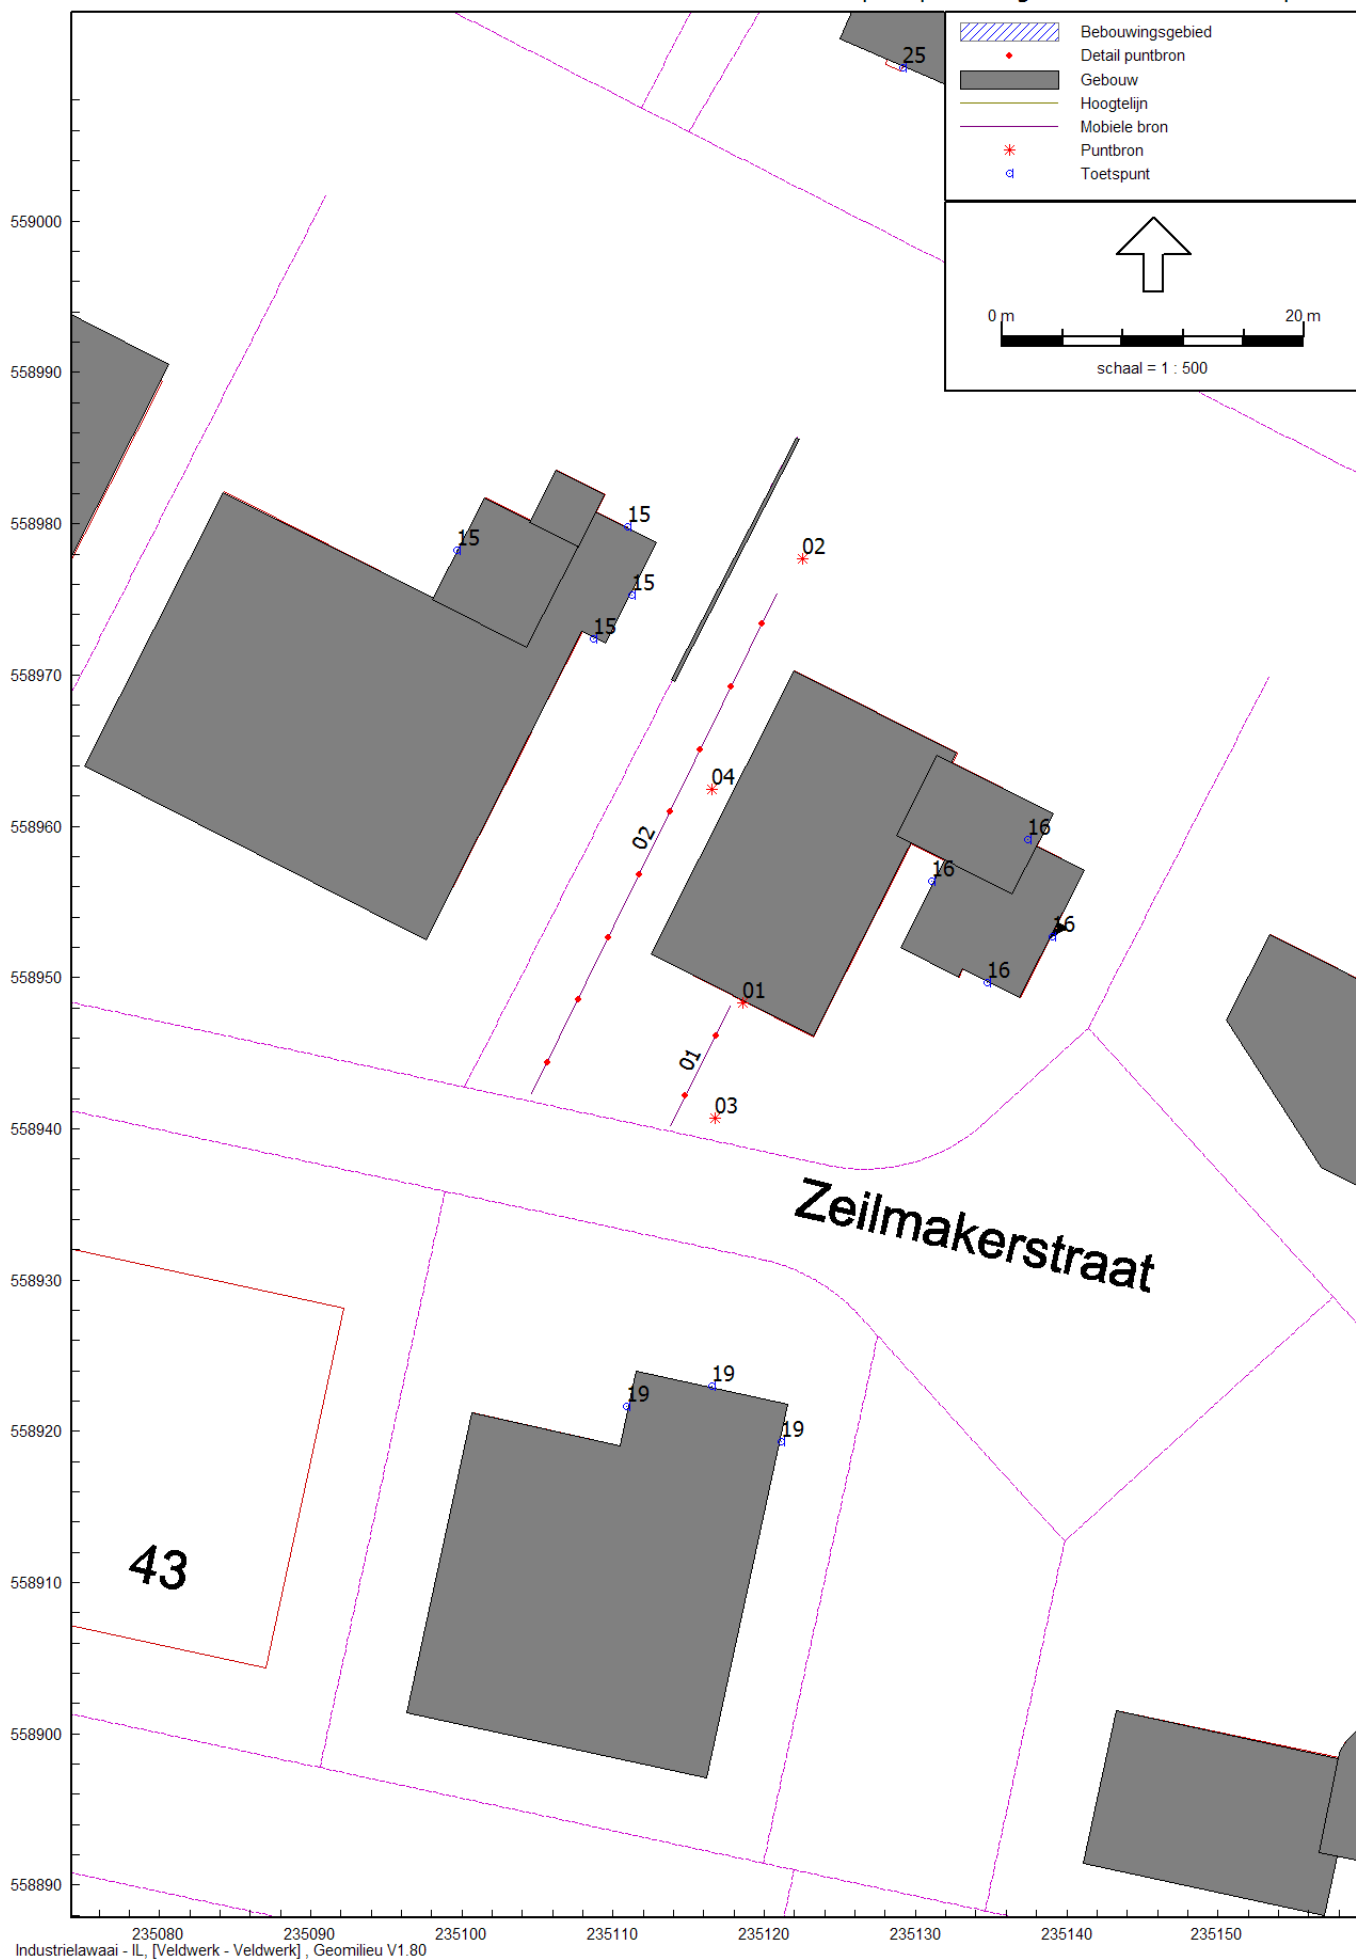 25
Bebouwingsgebied
Detail puntbron
Gebouw
Hoogtelijn
Mobiele bron
Puntbron
Toetspunt
0 m 20 m
schaal = 1 : 500
559000
558990
558980
558970
558960
558950
558940
558930
558920
558910
558900
558890
15
15
15
15
02
04
02
16
16
16
16
01
01
03
Zeilmakerstraat
19
19
19
43
235080 235090 235100 235110 235120 235130 235140 235150
Industrielawaai - IL, [Veldwerk - Veldwerk] , Geomilieu V1.80